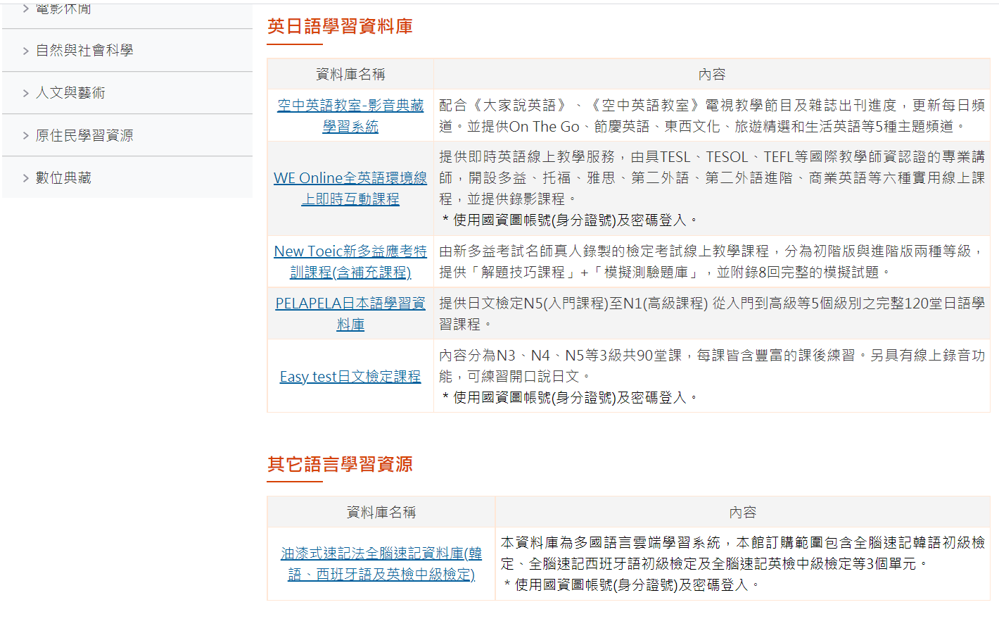 電影休閒
自然與社會科學
人文與藝術
原住民學習資源
數位典藏
英日語學習資料庫
資料庫名稱
內容
空中英語教室-影音典藏
學習系統
配合《大家說英語》、《空中英語教室》電視教學節目及雜誌出刊進度，更新每日頻
道。並提供On The Go、節慶英語、東西文化、旅遊精選和生活英語等5種主題頻道。
WE Online全英語環境線
上即時互動課程
提供即時英語線上教學服務，由具TESL、TESOL、TEFL等國際教學師資認證的專業講
師，開設多益、托福、雅思、第二外語、第二外語進階、商業英語等六種實用線上課
程，並提供錄影課程。
* 使用國資圖帳號(身分證號)及密碼登入。
New Toeic新多益應考特
訓課程(含補充課程)
由新多益考試名師真人錄製的檢定考試線上教學課程，分為初階版與進階版兩種等級，
提供「解題技巧課程」+「模擬測驗題庫」，並附錄8回完整的模擬試題。
PELAPELA日本語學習資
料庫
提供日文檢定N5(入門課程)至N1(高級課程) 從入門到高級等5個級別之完整120堂日語學
習課程。
Easy test日文檢定課程
內容分為N3、N4、N5等3級共90堂課，每課皆含豐富的課後練習。另具有線上錄音功
能，可練習開口說日文。
* 使用國資圖帳號(身分證號)及密碼登入。
其它語言學習資源
資料庫名稱
內容
油漆式速記法全腦速記資料庫(韓
語、西班牙語及英檢中級檢定)
本資料庫為多國語言雲端學習系統，本館訂購範圍包含全腦速記韓語初級檢
定、全腦速記西班牙語初級檢定及全腦速記英檢中級檢定等3個單元。
* 使用國資圖帳號(身分證號)及密碼登入。